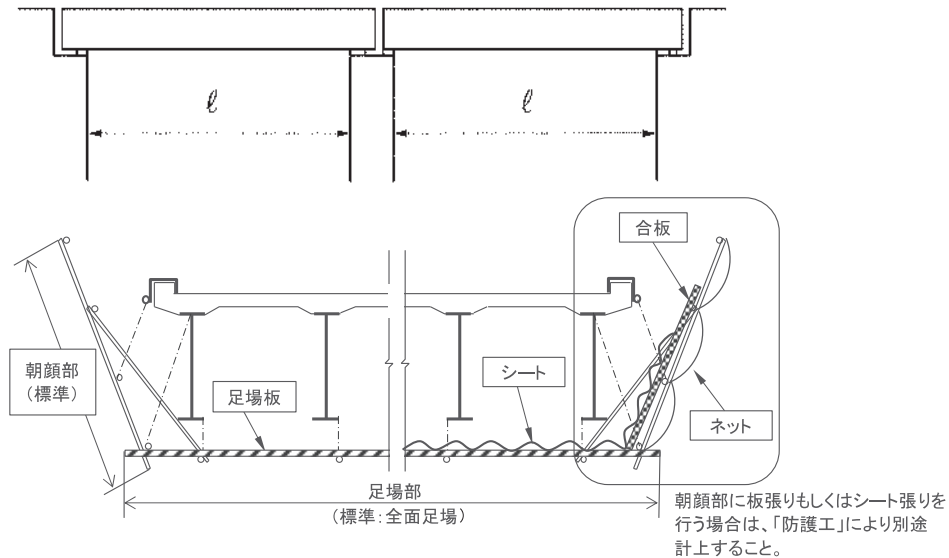 ℓ
ℓ
合板
朝顔部
（標準）
足場板
シート
ネット
足場部
（標準：全面足場）
朝顔部に板張りもしくはシート張りを
行う場合は、「防護工」により別途
計上すること。